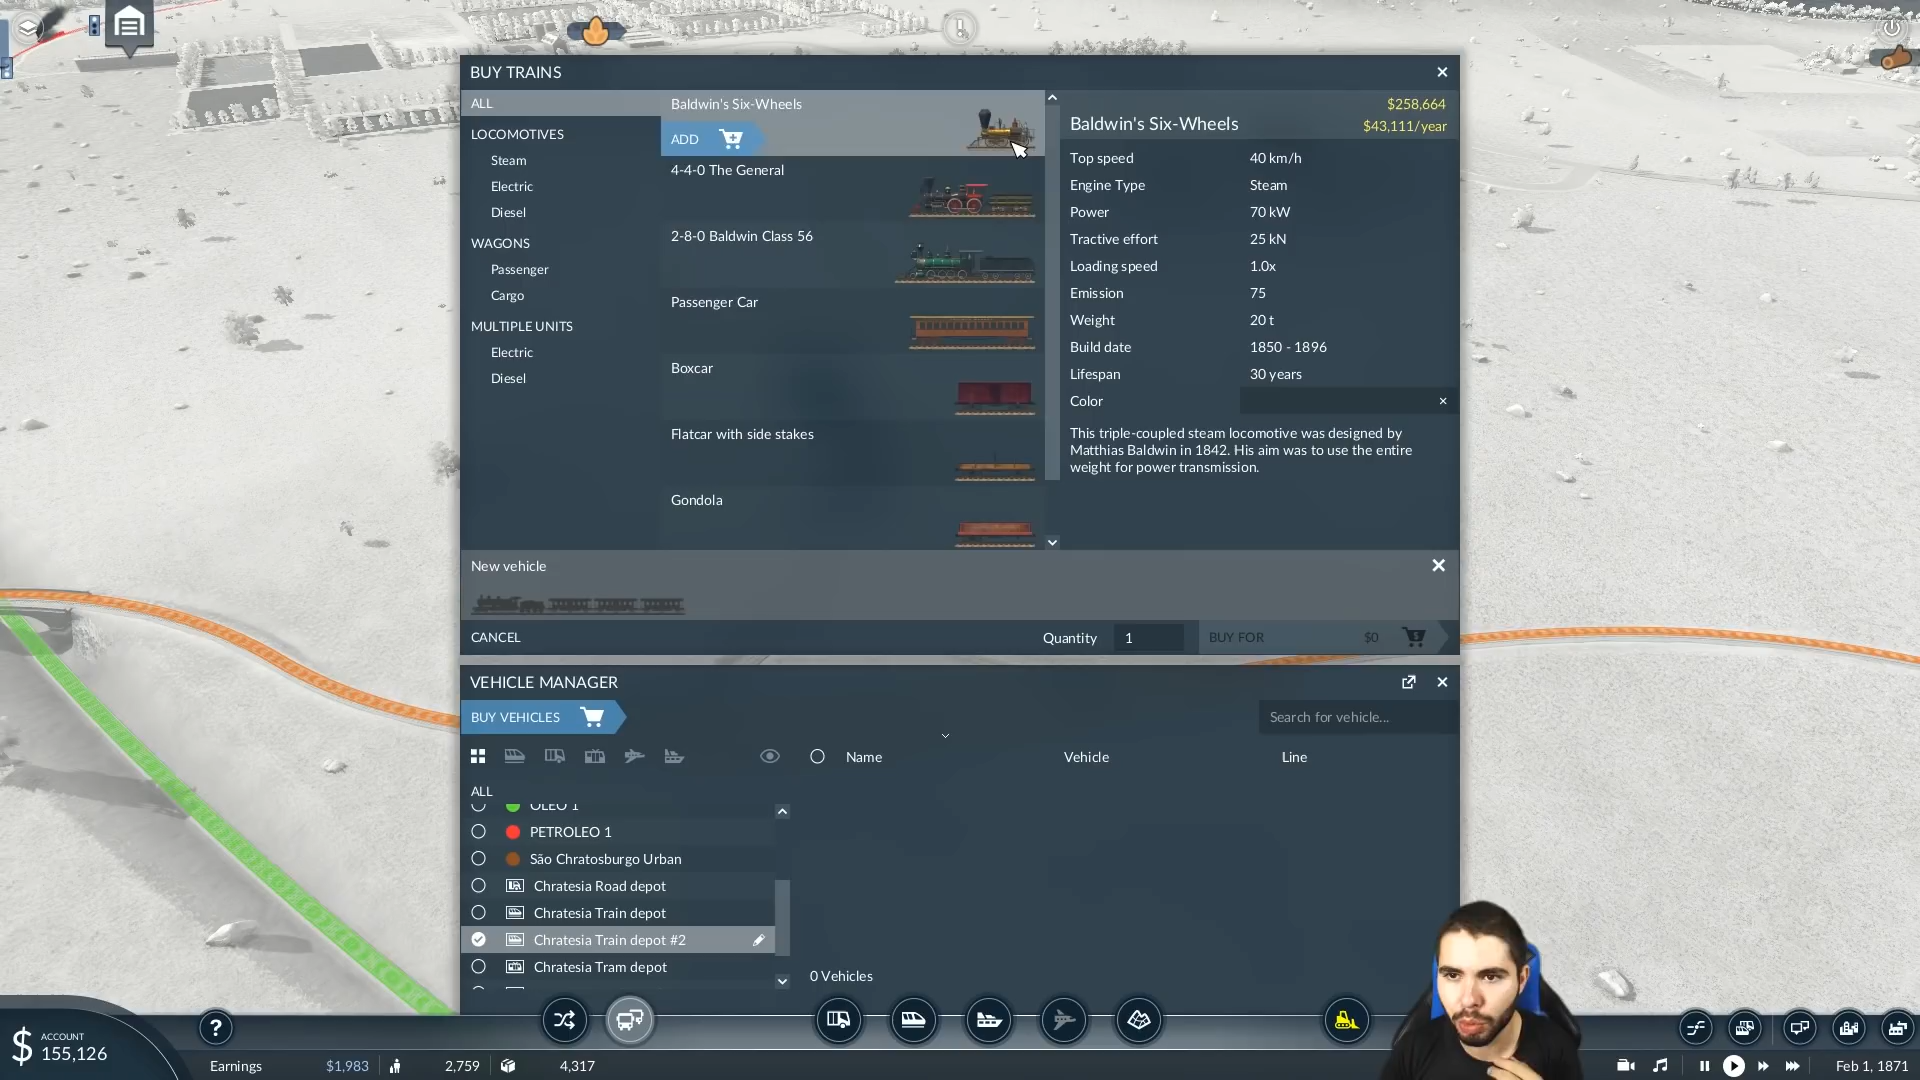 BUY TRAINS
ALL
LOCOMOTIVES
Steam
Electric
Diesel
WAGONS
Passenger
Cargo
MULTIPLE UNITS
Electric
Diesel
Baldwin's Six-Wheels
ADD
4-4-0 The General
2-8-0 Baldwin Class 56
Passenger Car
Boxcar
Flatcar with side stakes
Gondola
$258,664
Baldwin's Six-Wheels
$43,111/year
Top speed 40 km/h
Engine Type Steam
Power 70 kW
Tractive effort 25 kN
Loading speed 1.0x
Emission 75
Weight 20 t
Build date 1850 - 1896
Lifespan 30 years
Color
This triple-coupled steam locomotive was designed by
Matthias Baldwin in 1842. His aim was to use the entire
weight for power transmission.
New vehicle
CANCEL
Quantity 1
BUY FOR $0
VEHICLE MANAGER
BUY VEHICLES
Search for vehicle...
Name Vehicle Line
ALL
OLEO 1
PETROLEO 1
São Chratosburgo Urban
Chratesia Road depot
Chratesia Train depot
Chratesia Train depot #2
Chratesia Tram depot
0 Vehicles
$ ACCOUNT
155,126
?
Earnings $1,983 2,759 4,317
Feb 1, 1871